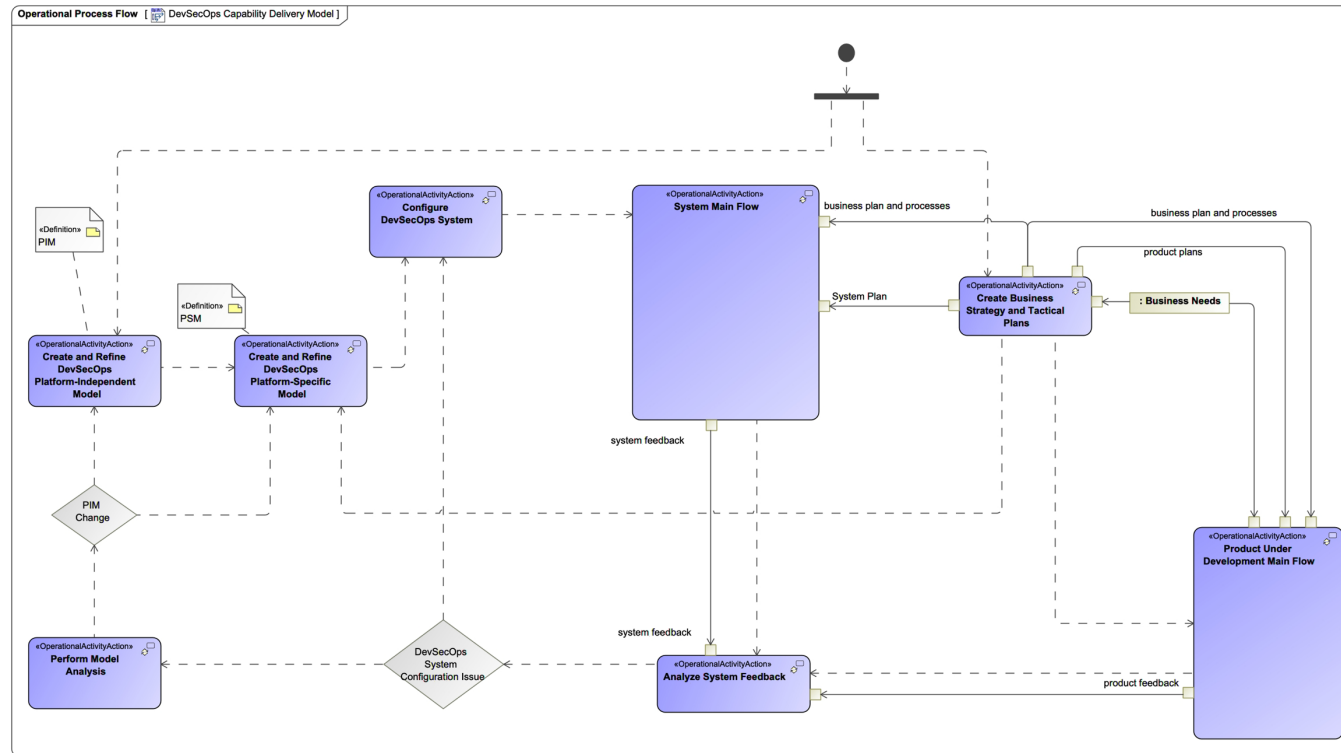 Operational Process Flow [ DevSecOps Capability Delivery Model ]
«OperationalActivityAction»
Configure
DevSecOps System
«OperationalActivityAction»
System Main Flow
business plan and processes
business plan and processes
product plans
«Definition»
PIM
«OperationalActivityAction»
Create Business
Strategy and Tactical
Plans
System Plan
: Business Needs
«Definition»
PSM
«OperationalActivityAction»
Create and Refine
DevSecOps
Platform-Independent
Model
«OperationalActivityAction»
Create and Refine
DevSecOps
Platform-Specific
Model
system feedback
PIM
Change
«OperationalActivityAction»
Product Under
Development Main Flow
system feedback
«OperationalActivityAction»
Perform Model
Analysis
DevSecOps
System
Configuration Issue
«OperationalActivityAction»
Analyze System Feedback
product feedback